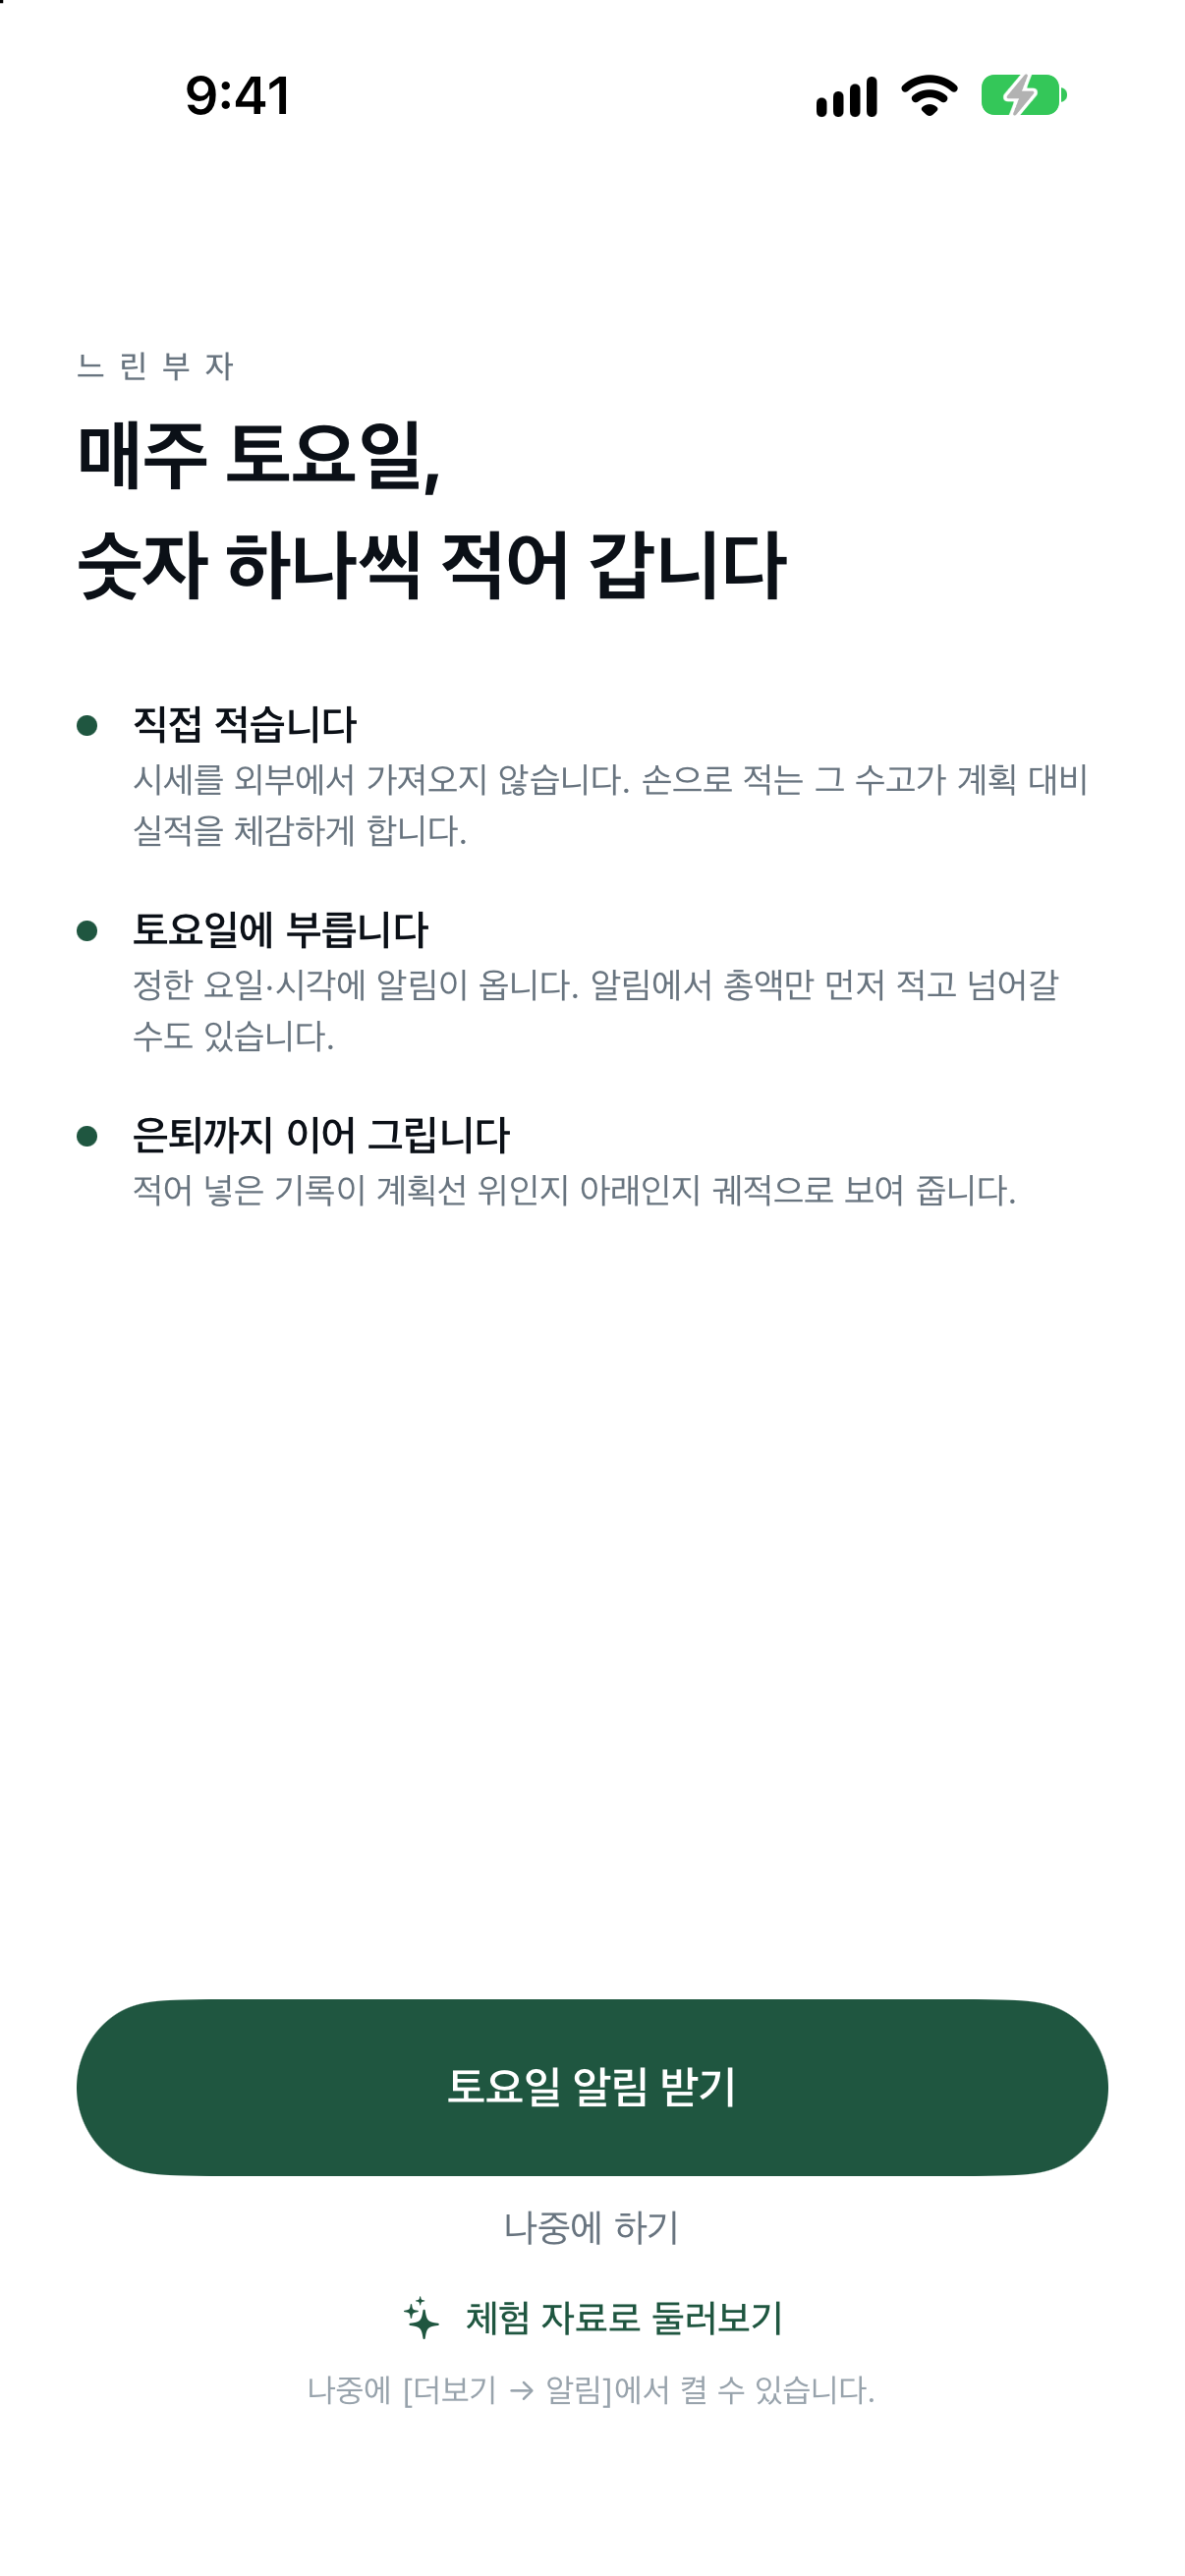 9:41
느린부자
매주 토요일,
숫자 하나씩 적어 갑니다
직접 적습니다
시세를 외부에서 가져오지 않습니다. 손으로 적는 그 수고가 계획 대비
실적을 체감하게 합니다.
토요일에 부릅니다
정한 요일·시각에 알림이 옵니다. 알림에서 총액만 먼저 적고 넘어갈
수도 있습니다.
은퇴까지 이어 그립니다
적어 넣은 기록이 계획선 위인지 아래인지 궤적으로 보여 줍니다.
토요일 알림 받기
나중에 하기
체험 자료로 둘러보기
나중에 [더보기 → 알림]에서 켤 수 있습니다.